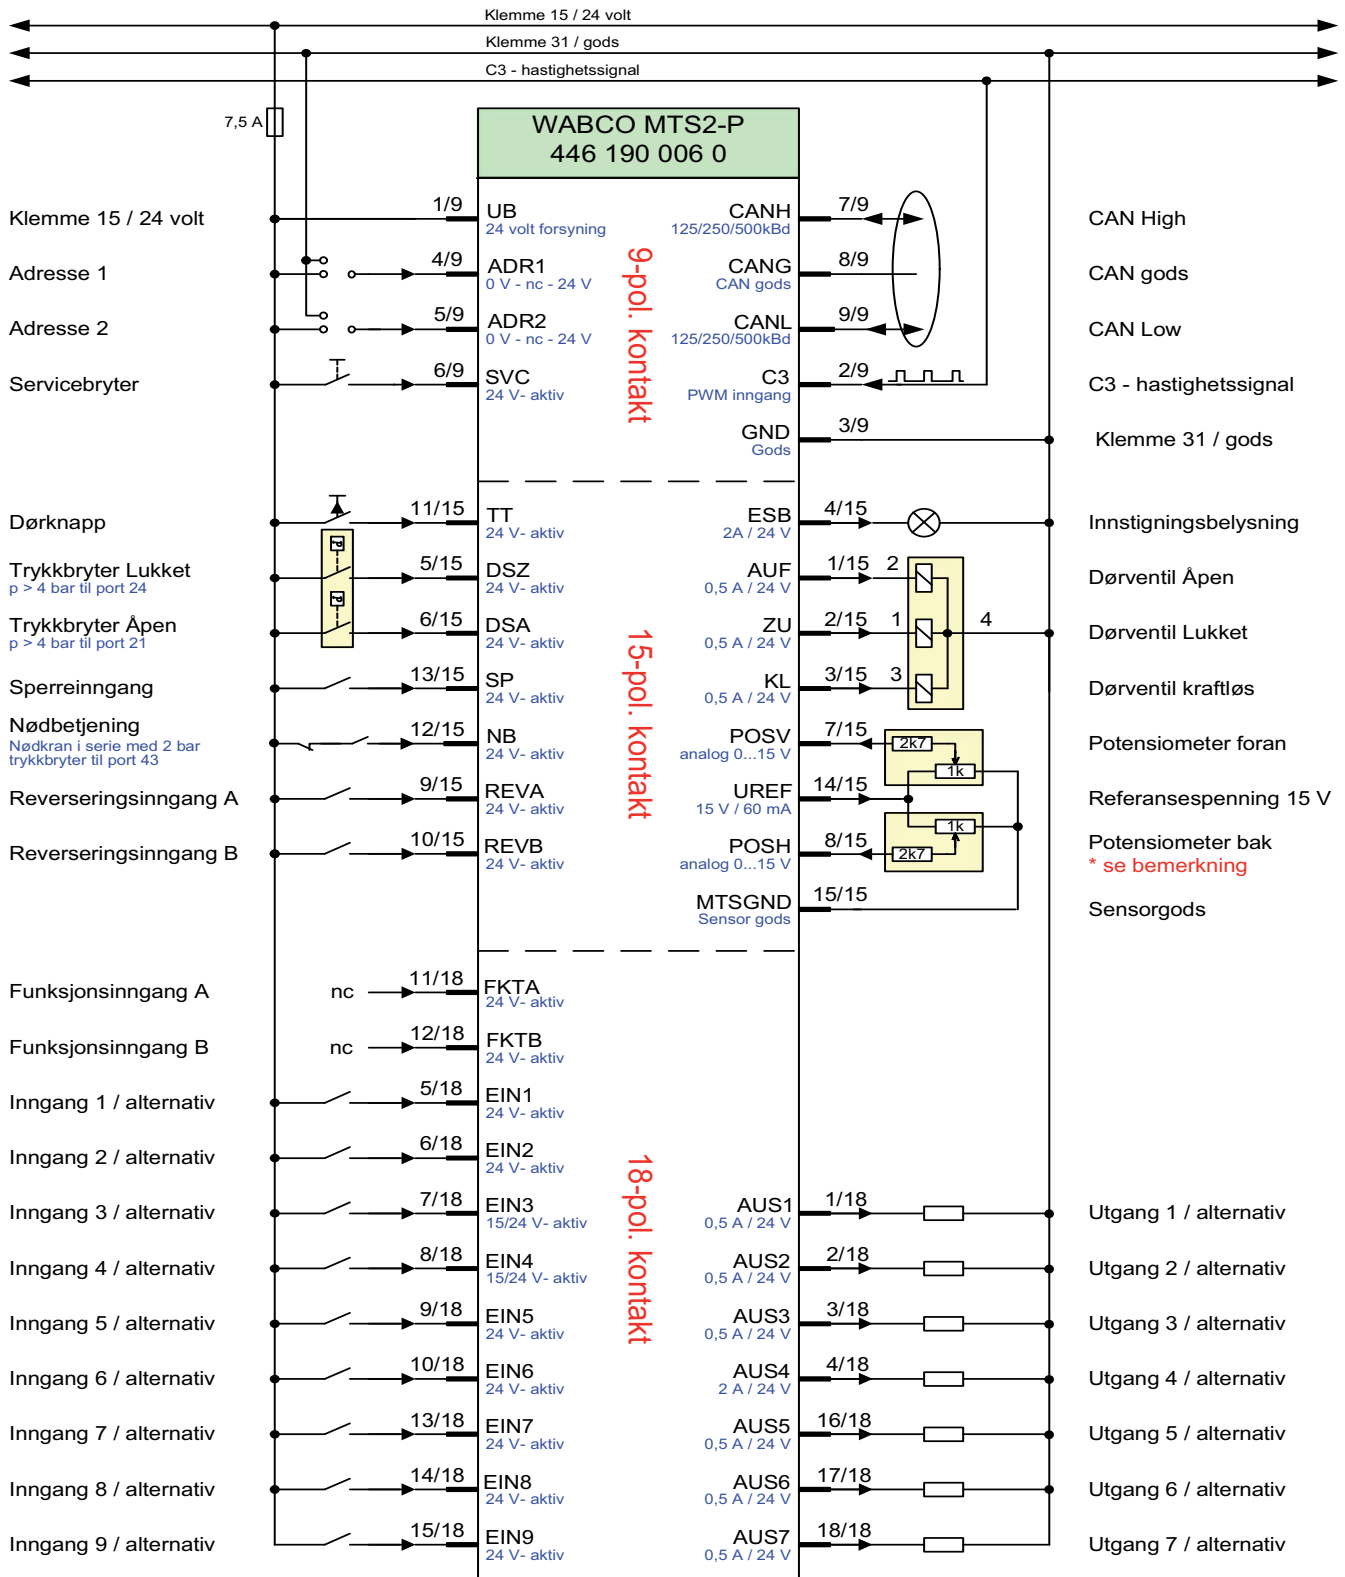 Klemme 15 / 24 volt
Klemme 31 / gods
C3 - hastighetssignal
7,5 A
WABCO MTS2-P
446 190 006 0
9-pol. kontakt
Klemme 15 / 24 volt
1/9
UB
24 volt forsyning
CANH
125/250/500kBd
7/9
CAN High
Adresse 1
4/9
ADR1
0 V - nc - 24 V
CANG
CAN gods
8/9
CAN gods
Adresse 2
5/9
ADR2
0 V - nc - 24 V
CANL
125/250/500kBd
9/9
CAN Low
Servicebryter
6/9
SVC
24 V- aktiv
C3
PWM inngang
2/9
C3 - hastighetssignal
GND
Gods
3/9
Klemme 31 / gods
15-pol. kontakt
Dørknapp
11/15
TT
24 V- aktiv
ESB
2A / 24 V
4/15
Innstigningsbelysning
Trykkbryter Lukket
p > 4 bar til port 24
p
5/15
DSZ
24 V- aktiv
AUF
0,5 A / 24 V
1/15
2
Dørventil Åpen
Trykkbryter Åpen
p > 4 bar til port 21
p
6/15
DSA
24 V- aktiv
ZU
0,5 A / 24 V
2/15
1
4
Dørventil Lukket
Sperreinngang
13/15
SP
24 V- aktiv
KL
0,5 A / 24 V
3/15
3
Dørventil kraftløs
Nødbetjening
Nødkran i serie med 2 bar
trykkbryter til port 43
12/15
NB
24 V- aktiv
POSV
analog 0...15 V
7/15
2k7
1k
Potensiometer foran
Reverseringsinngang A
9/15
REVA
24 V- aktiv
UREF
15 V / 60 mA
14/15
Referansespenning 15 V
Reverseringsinngang B
10/15
REVB
24 V- aktiv
POSH
analog 0...15 V
8/15
1k
2k7
Potensiometer bak
* se bemerkning
MTSGND
Sensor gods
15/15
Sensorgods
18-pol. kontakt
Funksjonsinngang A
nc
11/18
FKTA
24 V- aktiv
Funksjonsinngang B
nc
12/18
FKTB
24 V- aktiv
Inngang 1 / alternativ
5/18
EIN1
24 V- aktiv
Inngang 2 / alternativ
6/18
EIN2
24 V- aktiv
Inngang 3 / alternativ
7/18
EIN3
15/24 V- aktiv
AUS1
0,5 A / 24 V
1/18
Utgang 1 / alternativ
Inngang 4 / alternativ
8/18
EIN4
15/24 V- aktiv
AUS2
0,5 A / 24 V
2/18
Utgang 2 / alternativ
Inngang 5 / alternativ
9/18
EIN5
24 V- aktiv
AUS3
0,5 A / 24 V
3/18
Utgang 3 / alternativ
Inngang 6 / alternativ
10/18
EIN6
24 V- aktiv
AUS4
2 A / 24 V
4/18
Utgang 4 / alternativ
Inngang 7 / alternativ
13/18
EIN7
24 V- aktiv
AUS5
0,5 A / 24 V
16/18
Utgang 5 / alternativ
Inngang 8 / alternativ
14/18
EIN8
24 V- aktiv
AUS6
0,5 A / 24 V
17/18
Utgang 6 / alternativ
Inngang 9 / alternativ
15/18
EIN9
24 V- aktiv
AUS7
0,5 A / 24 V
18/18
Utgang 7 / alternativ